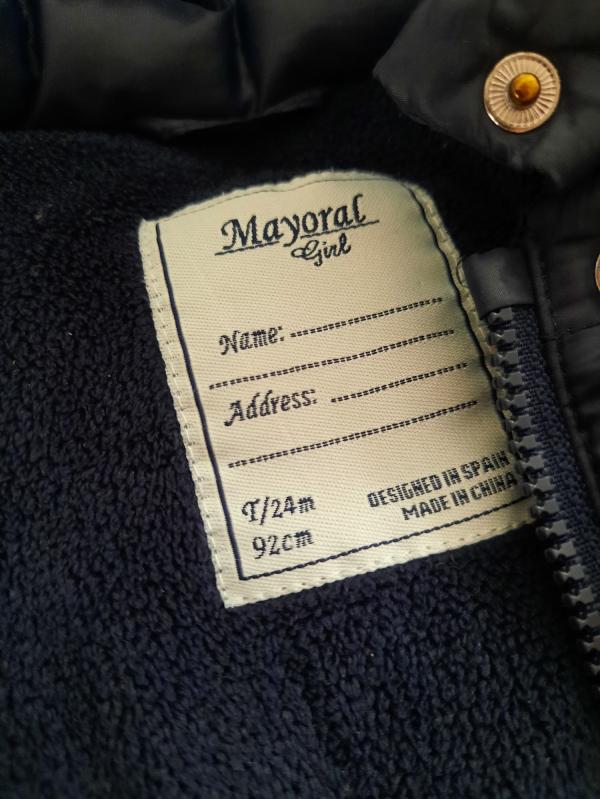 Mayoral
Girl
Name:
Address:
T/24m
92cm
DESIGNED IN SPAIN
MADE IN CHINA